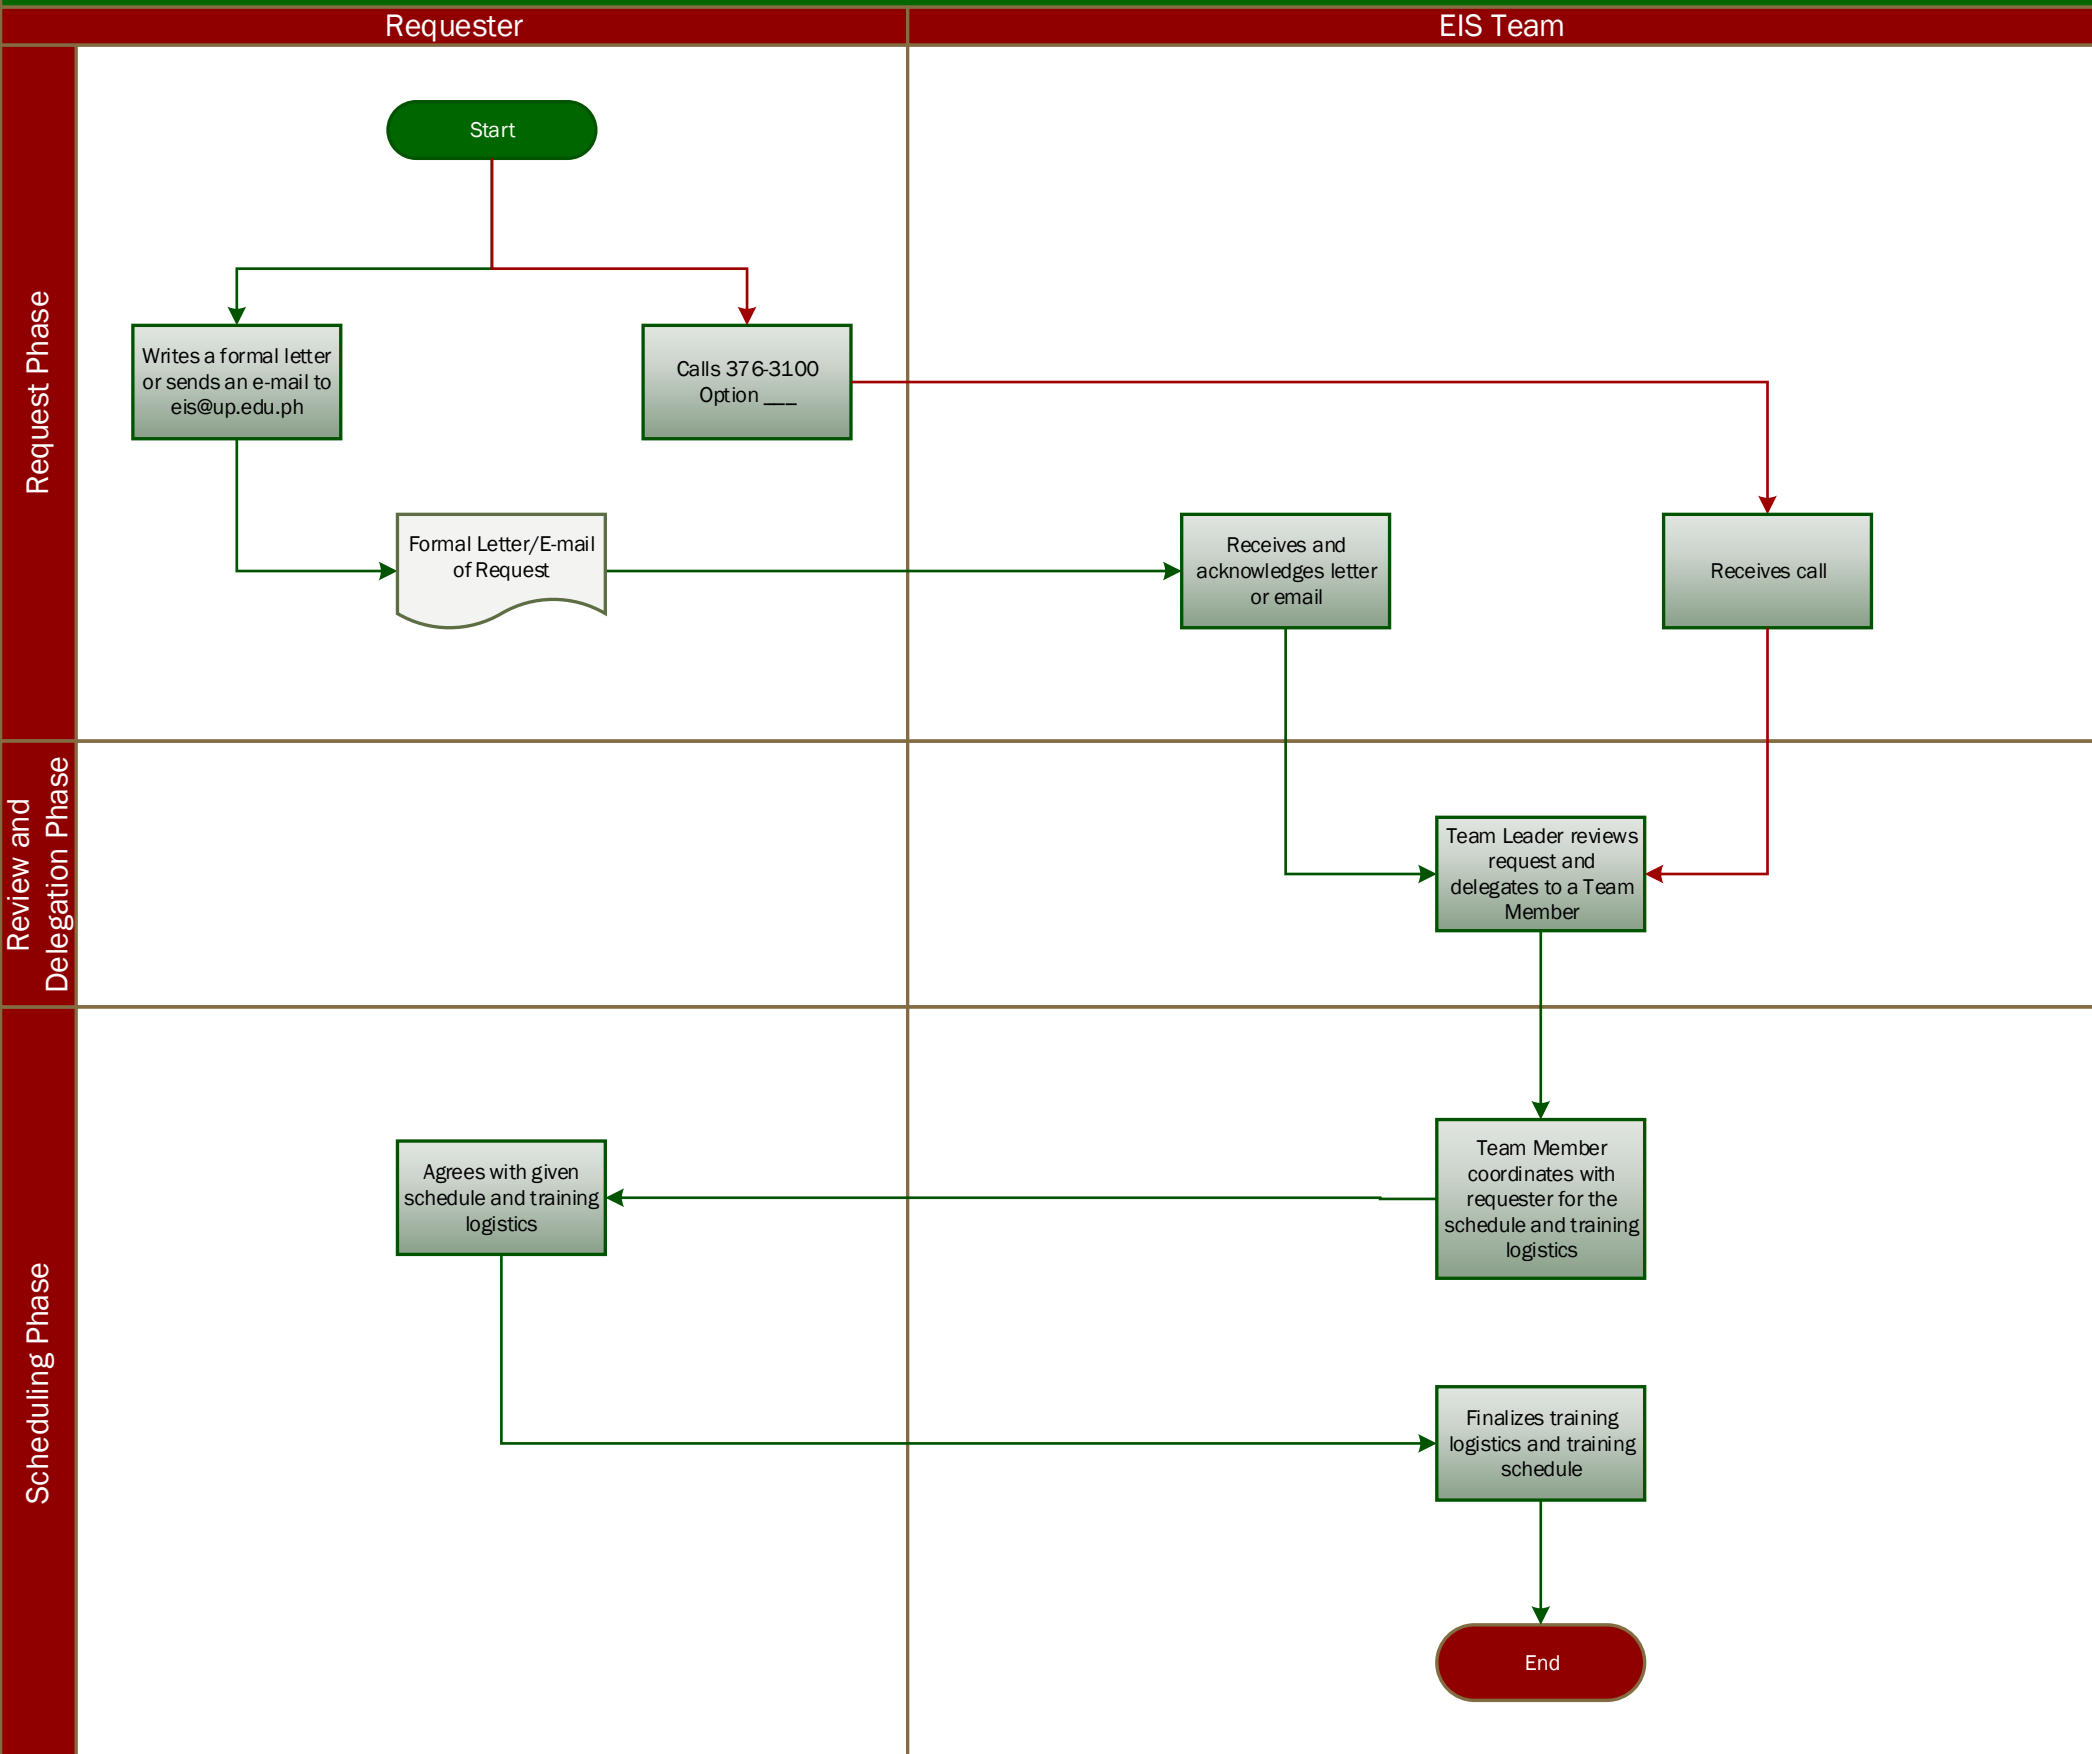 Requester
EIS Team
Request Phase
Start
Writes a formal letter
or sends an e-mail to
eis@up.edu.ph
Calls 376-3100
Option ___
Formal Letter/E-mail
of Request
Receives and
acknowledges letter
or email
Receives call
Review and
Delegation Phase
Team Leader reviews
request and
delegates to a Team
Member
Scheduling Phase
Agrees with given
schedule and training
logistics
Team Member
coordinates with
requester for the
schedule and training
logistics
Finalizes training
logistics and training
schedule
End